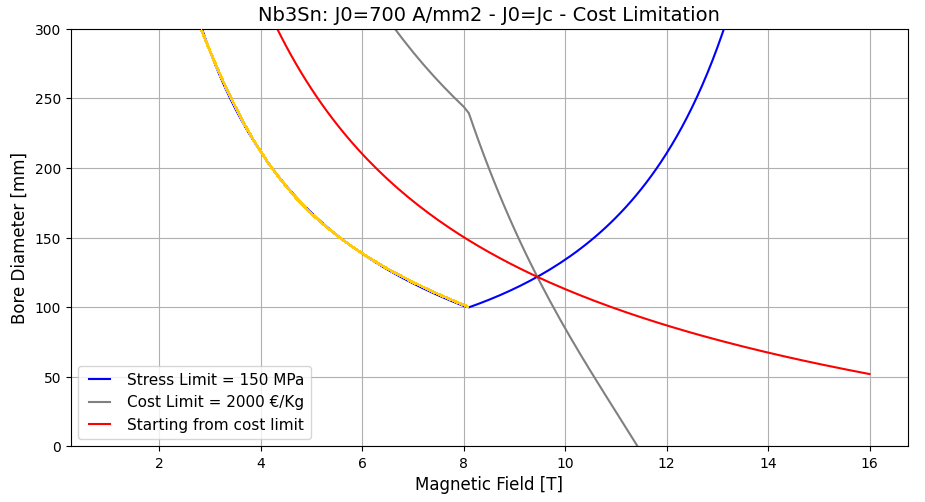 Nb3Sn: J0=700 A/mm2 - J0=Jc - Cost Limitation
300
250
200
150
100
50
0
Bore Diameter [mm]
Stress Limit = 150 MPa
Cost Limit = 2000 €/Kg
Starting from cost limit
2 4 6 8 10 12 14 16
Magnetic Field [T]